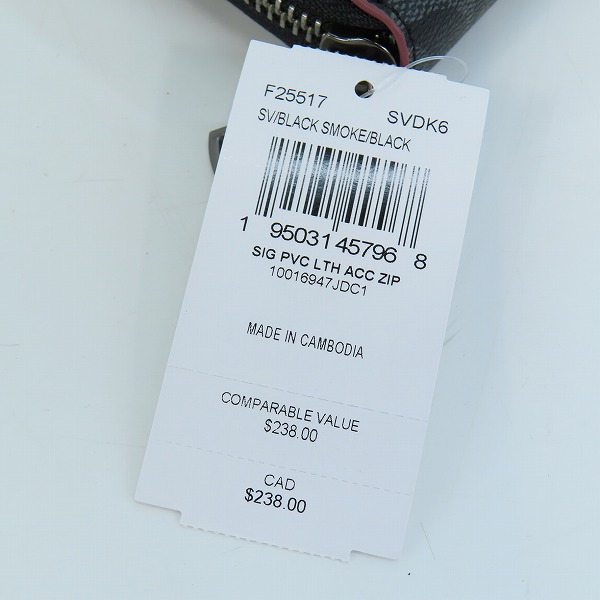 F25517 SVDK6
SV/BLACK SMOKE/BLACK
1 95031 45796 8
SIG PVC LTH ACC ZIP
10016947JDC1
MADE IN CAMBODIA
COMPARABLE VALUE
$238.00
CAD
$238.00